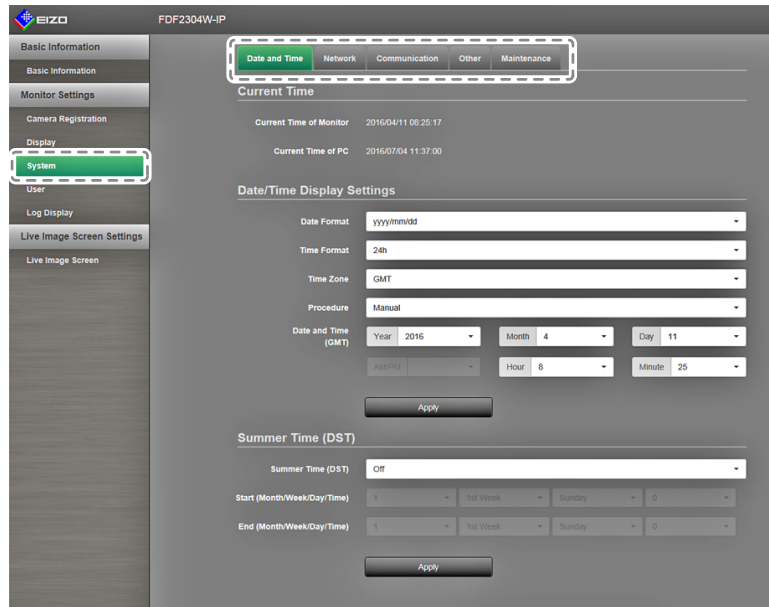 EIZO FDF2304W-IP
Basic Information
Basic Information
Monitor Settings
Camera Registration
Display
System
User
Log Display
Live Image Screen Settings
Live Image Screen
Date and Time Network Communication Other Maintenance
Current Time
Current Time of Monitor 2016/04/11 08:25:17
Current Time of PC 2016/07/04 11:37:00
Date/Time Display Settings
Date Format yyyy/mm/dd
Time Format 24h
Time Zone GMT
Procedure Manual
Date and Time
(GMT) Year 2016 Month 4 Day 11
AM/PM Hour 8 Minute 25
Apply
Summer Time (DST)
Summer Time (DST) Off
Start (Month/Week/Day/Time) 1 1st Week Sunday 0
End (Month/Week/Day/Time) 1 1st Week Sunday 0
Apply